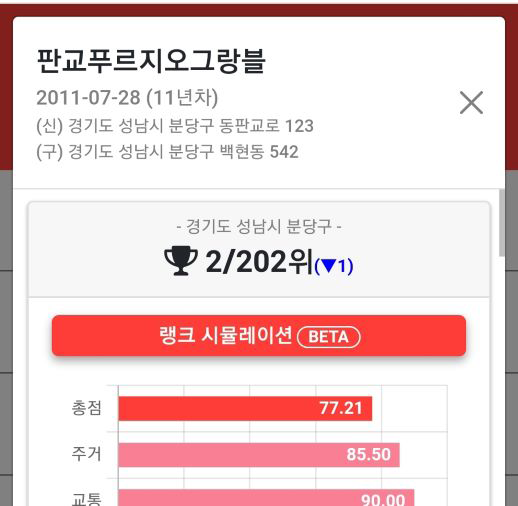 판교푸르지오그랑블
2011-07-28 (11년차)
(신) 경기도 성남시 분당구 동판교로 123
(구) 경기도 성남시 분당구 백현동 542
- 경기도 성남시 분당구 -
2/202위(▼1)
랭크 시뮬레이션 BETA
총점 77.21
주거 85.50
교통 90.00